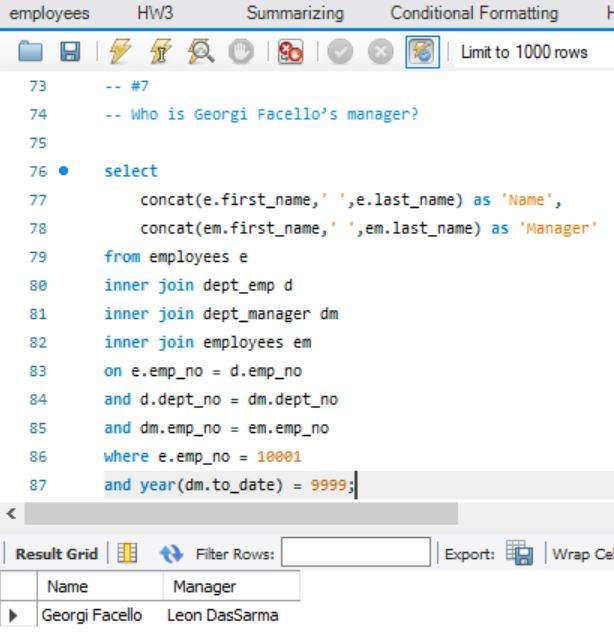 employees HW3 Summarizing Conditional Formatting
Limit to 1000 rows
73 -- #7
74 -- Who is Georgi Facello's manager?
75
76 select
77 concat(e.first_name,' ',e.last_name) as 'Name',
78 concat(em.first_name,' ',em.last_name) as 'Manager'
79 from employees e
80 inner join dept_emp d
81 inner join dept_manager dm
82 inner join employees em
83 on e.emp_no = d.emp_no
84 and d.dept_no = dm.dept_no
85 and dm.emp_no = em.emp_no
86 where e.emp_no = 10001
87 and year(dm.to_date) = 9999;
Result Grid Filter Rows: Export: Wrap Ce
Name Manager
Georgi Facello Leon DasSarma